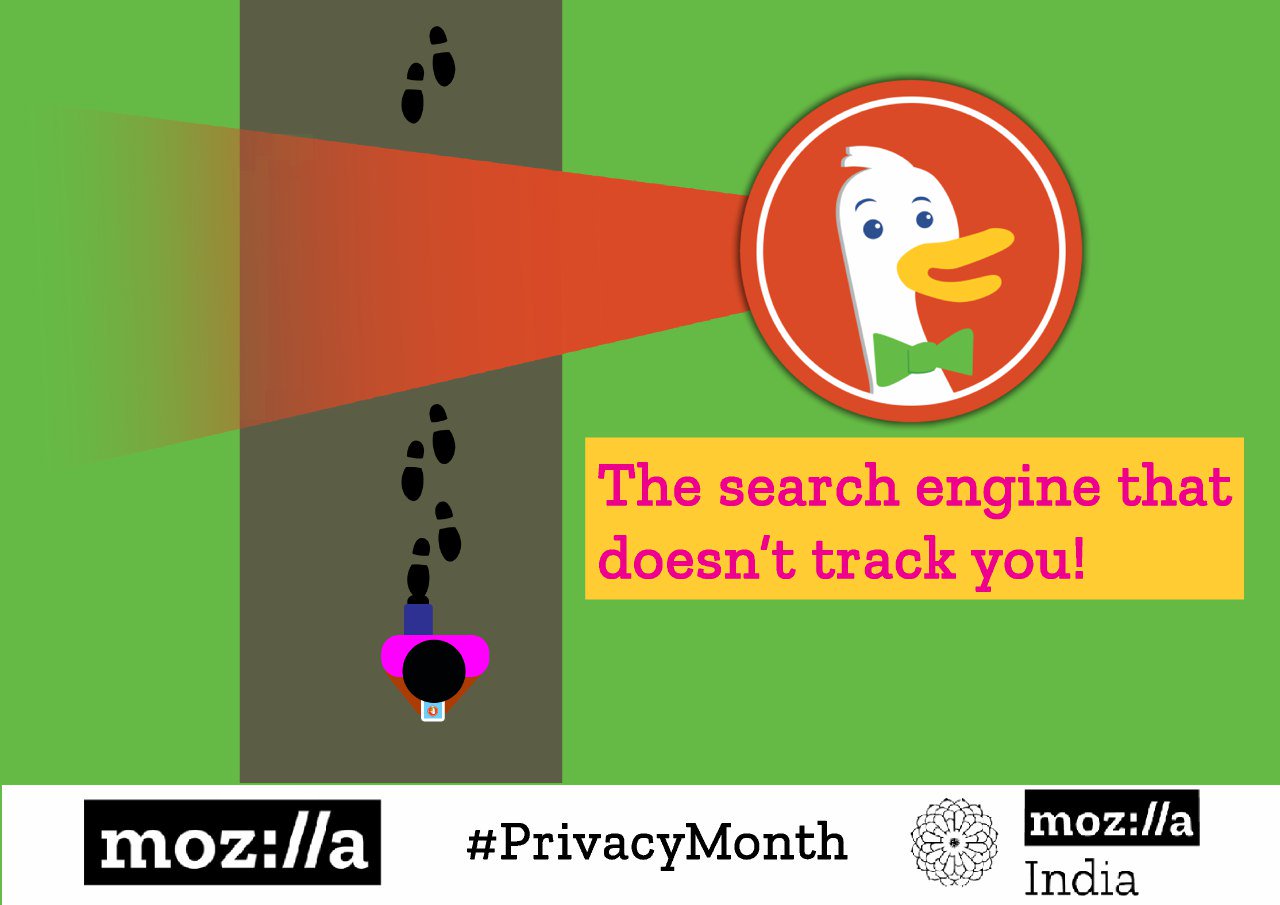 The search engine that
doesn't track you!
moz://a
#PrivacyMonth
moz://a
India